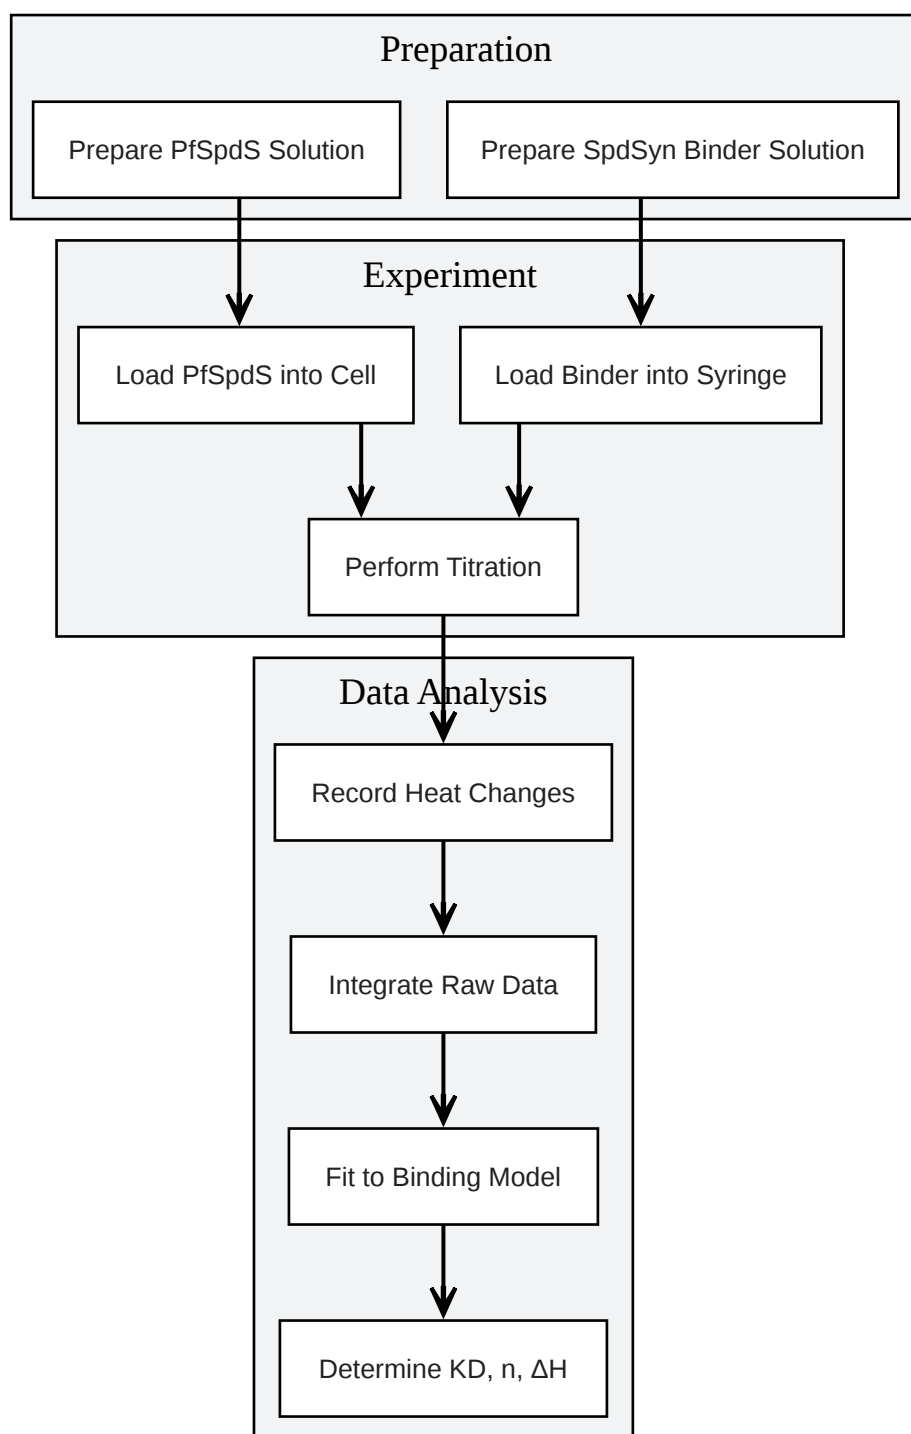 Preparation
Prepare PfSpdS Solution
Prepare SpdSyn Binder Solution
Experiment
Load PfSpdS into Cell
Load Binder into Syringe
Perform Titration
Data Analysis
Record Heat Changes
Integrate Raw Data
Fit to Binding Model
Determine KD, n, ΔH